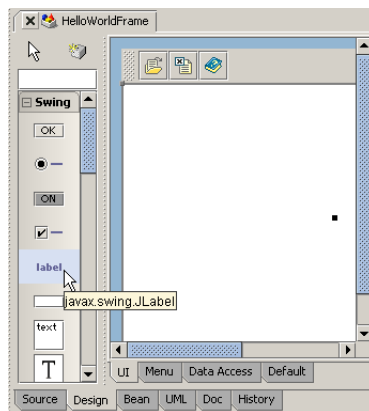 HelloWorldFrame
Swing
OK
ON
label
javax.swing.JLabel
text
T
UI Menu Data Access Default
Source Design Bean UML Doc History